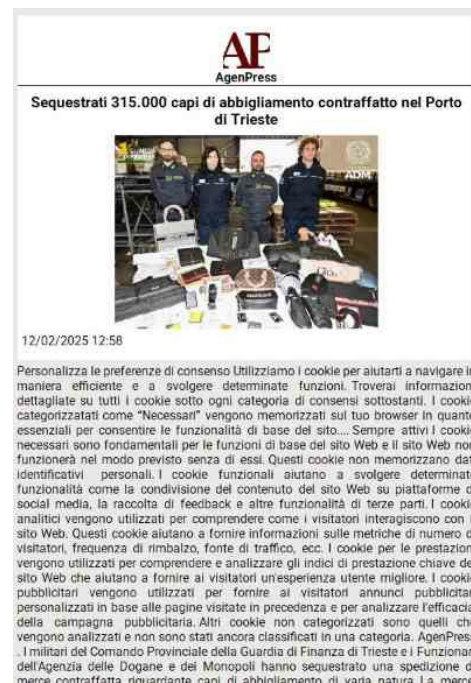 AP
AgenPress
Sequestrati 315.000 capi di abbigliamento contraffatto nel Porto
di Trieste
ADM
12/02/2025 12:58
Personalizza le preferenze di consenso Utilizziamo i cookie per aiutarti a navigare in
maniera efficiente e a svolgere determinate funzioni. Troverai informazion
dettagliate su tutti i cookie sotto ogni categoria di consensi sottostanti. I cookie
categorizzatati come “Necessari” vengono memorizzati sul tuo browser in quanto
essenziali per consentire le funzionalità di base del sito.... Sempre attivi I cookie
necessari sono fondamentali per le funzioni di base del sito Web e il sito Web non
funzionerà nel modo previsto senza di essi. Questi cookie non memorizzano dat
identificativi personali. I cookie funzionali aiutano a svolgere determinate
funzionalità come la condivisione del contenuto del sito Web su piattaforme d
social media, la raccolta di feedback e altre funzionalità di terze parti. I cookie
analitici vengono utilizzati per comprendere come i visitatori interagiscono con i
sito Web. Questi cookie aiutano a fornire informazioni sulle metriche di numero d
visitatori, frequenza di rimbalzo, fonte di traffico, ecc. I cookie per le prestazion
vengono utilizzati per comprendere e analizzare gli indici di prestazione chiave de
sito Web che aiutano a fornire ai visitatori un'esperienza utente migliore. I cookie
pubblicitari vengono utilizzati per fornire ai visitatori annunci pubblicitar
personalizzati in base alle pagine visitate in precedenza e per analizzare l'efficacia
della campagna pubblicitaria. Altri cookie non categorizzati sono quelli che
vengono analizzati e non sono stati ancora classificati in una categoria. AgenPress
. I militari del Comando Provinciale della Guardia di Finanza di Trieste e i Funzionar
dell'Agenzia delle Dogane e dei Monopoli hanno sequestrato una spedizione d
merce contraffatta riguardante capi di abbigliamento di varia natura La merce